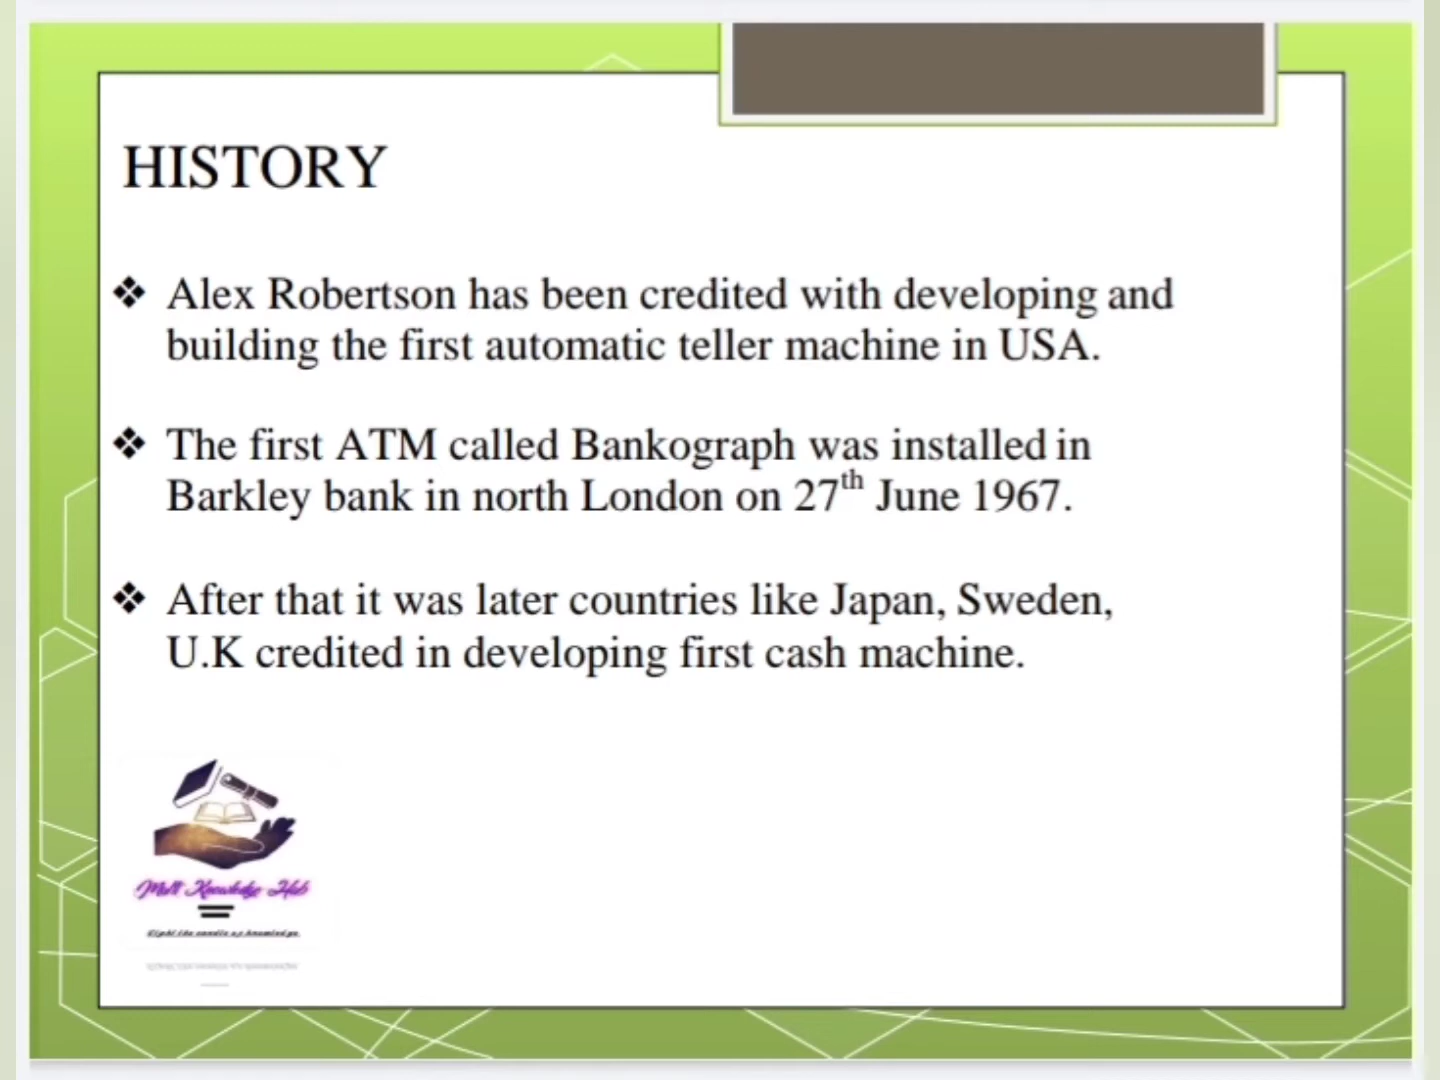 HISTORY
❖ Alex Robertson has been credited with developing and
building the first automatic teller machine in USA.
❖ The first ATM called Bankograph was installed in
Barkley bank in north London on 27th June 1967.
❖ After that it was later countries like Japan, Sweden,
U.K credited in developing first cash machine.
Knowledge Hub